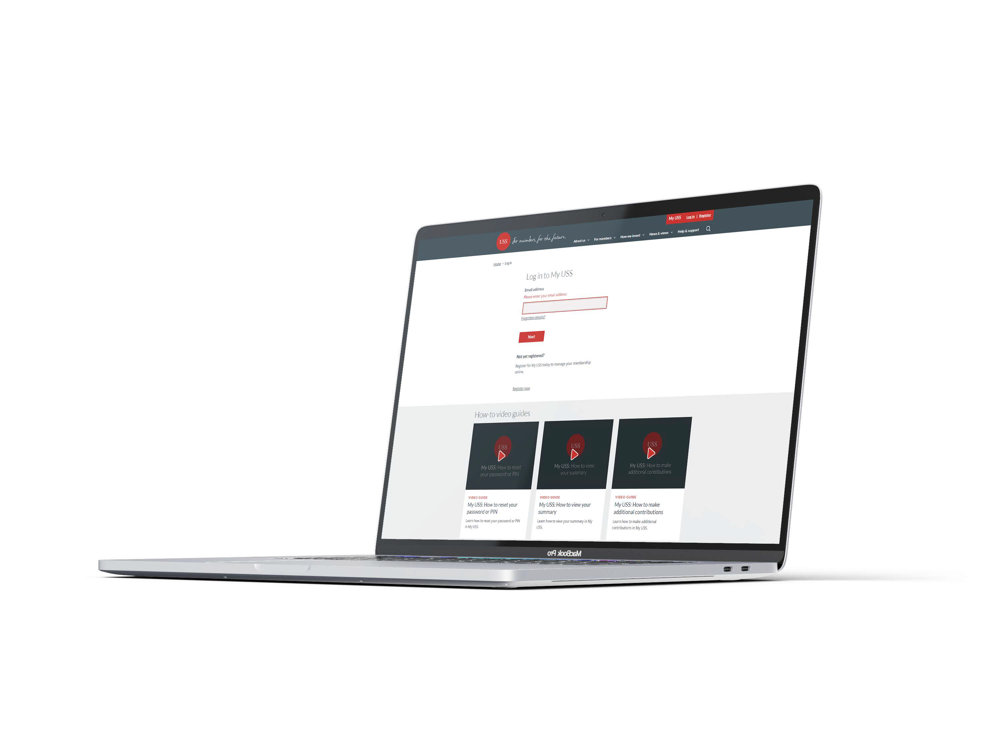 My USS Log in | Register
USS For members, for the future.
About us For members How we invest News & views Help & support
Home > Log in
Log in to My USS
Email address
Please enter your email address
Forgotten details?
Next
Not yet registered?
Register for My USS today to manage your membership
online.
Register now
How-to video guides
USS
My USS: How to reset
your password or PIN
USS
My USS: How to view
your summary
USS
My USS: How to make
additional contributions
VIDEO GUIDE
My USS: How to reset your
password or PIN
Learn how to reset your password or PIN
in My USS.
VIDEO GUIDE
My USS: How to view your
summary
Learn how to view your summary in My
USS.
VIDEO GUIDE
My USS: How to make
additional contributions
Learn how to make additional
contributions in My USS.
MacBook Pro